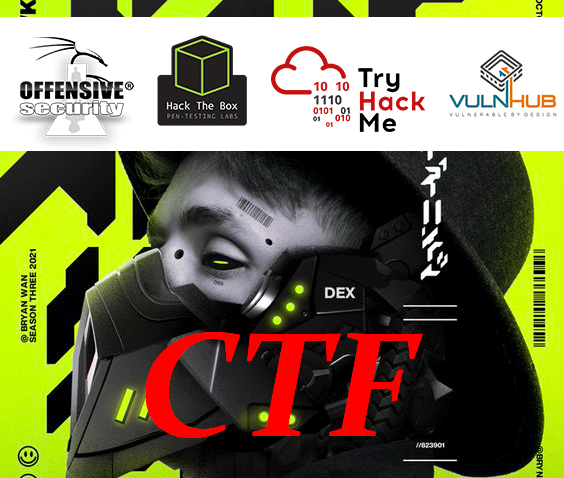 OFFENSIVE®
security
Hack The Box
PEN-TESTING LABS
10 10
1110
0101 01
01 010
01
Try
Hack
Me
VULNHUB
VULNERABLE BY DESIGN
@ BRYAN WAN
SEASON THREE 2021
DEX
CTF
//823901